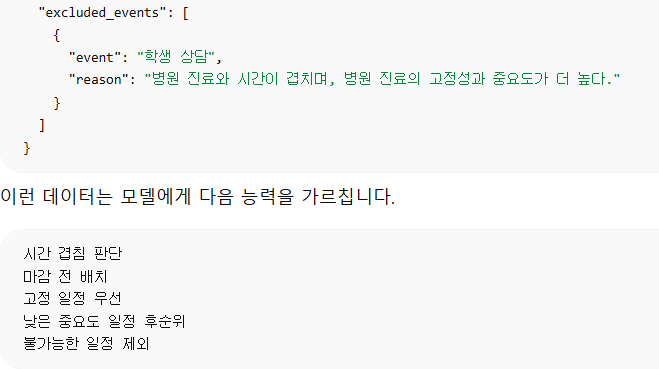 "excluded_events": [
{
"event": "학생 상담",
"reason": "병원 진료와 시간이 겹치며, 병원 진료의 고정성과 중요도가 더 높다."
}
]
}
이런 데이터는 모델에게 다음 능력을 가르칩니다.
시간 겹침 판단
마감 전 배치
고정 일정 우선
낮은 중요도 일정 후순위
불가능한 일정 제외